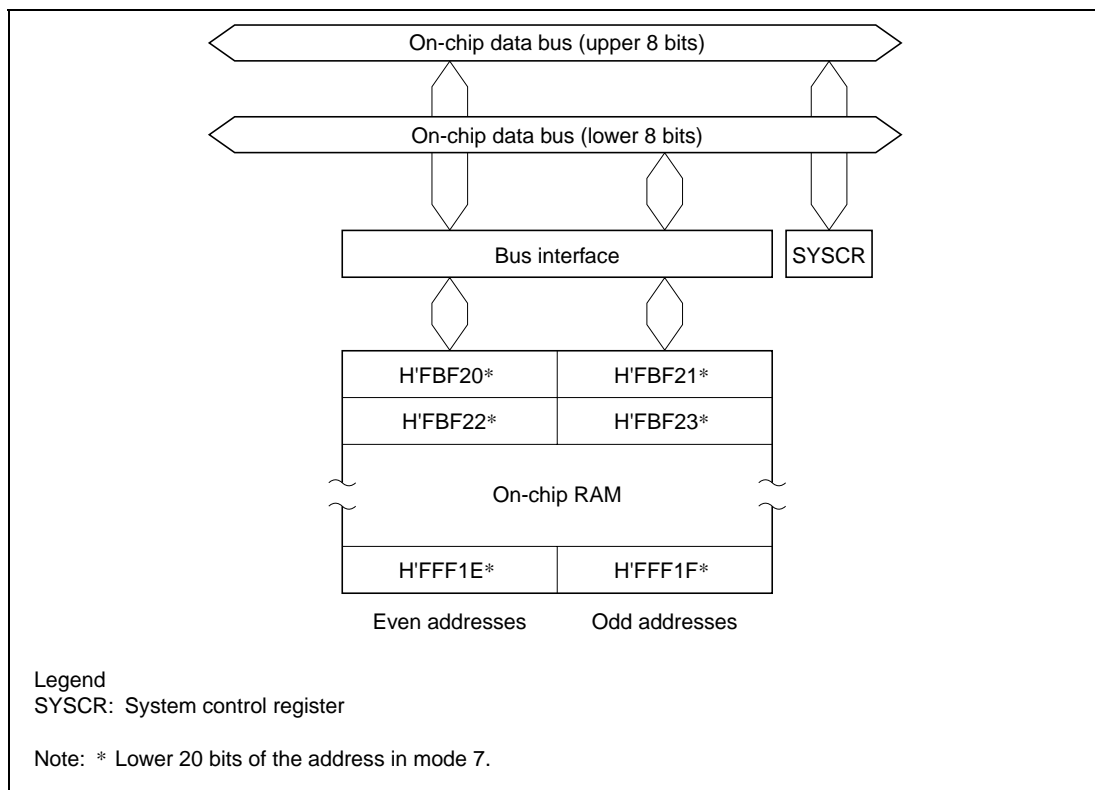 On-chip data bus (upper 8 bits)
On-chip data bus (lower 8 bits)
Bus interface
SYSCR
H'FBF20* H'FBF21*
H'FBF22* H'FBF23*
On-chip RAM
H'FFF1E* H'FFF1F*
Even addresses Odd addresses
Legend
SYSCR: System control register
Note: * Lower 20 bits of the address in mode 7.